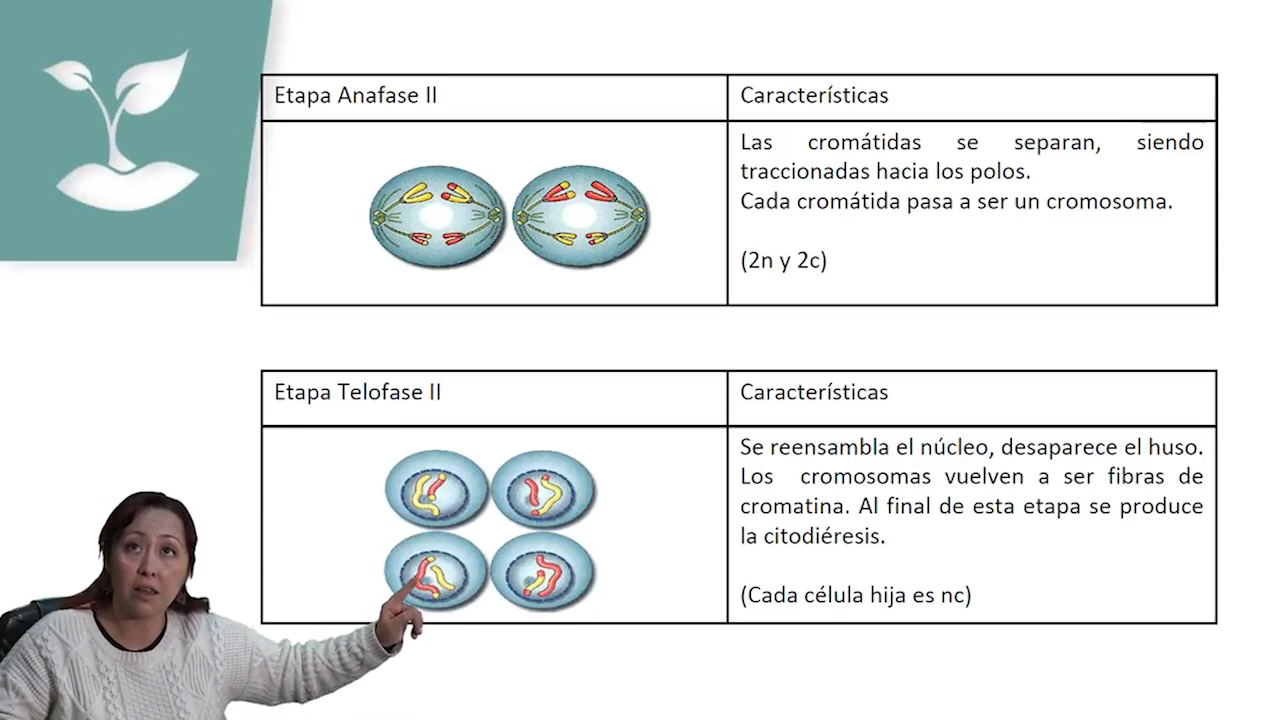 Etapa Anafase II
Características
Las cromátidas se separan, siendo
traccionadas hacia los polos.
Cada cromátida pasa a ser un cromosoma.
(2n y 2c)
Etapa Telofase II
Características
Se reensambla el núcleo, desaparece el huso.
Los cromosomas vuelven a ser fibras de
cromatina. Al final de esta etapa se produce
la citodiéresis.
(Cada célula hija es nc)